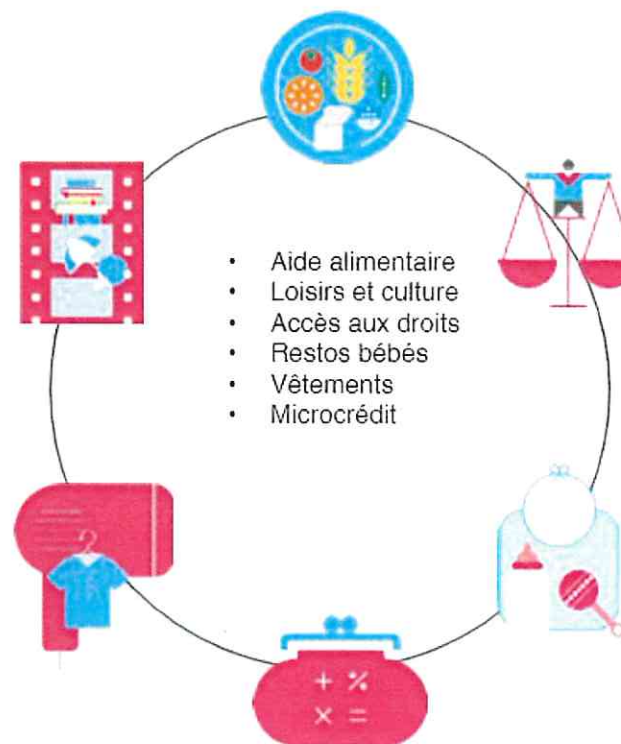 • Aide alimentaire
• Loisirs et culture
• Accès aux droits
• Restos bébés
• Vêtements
• Microcrédit
+ %
× =